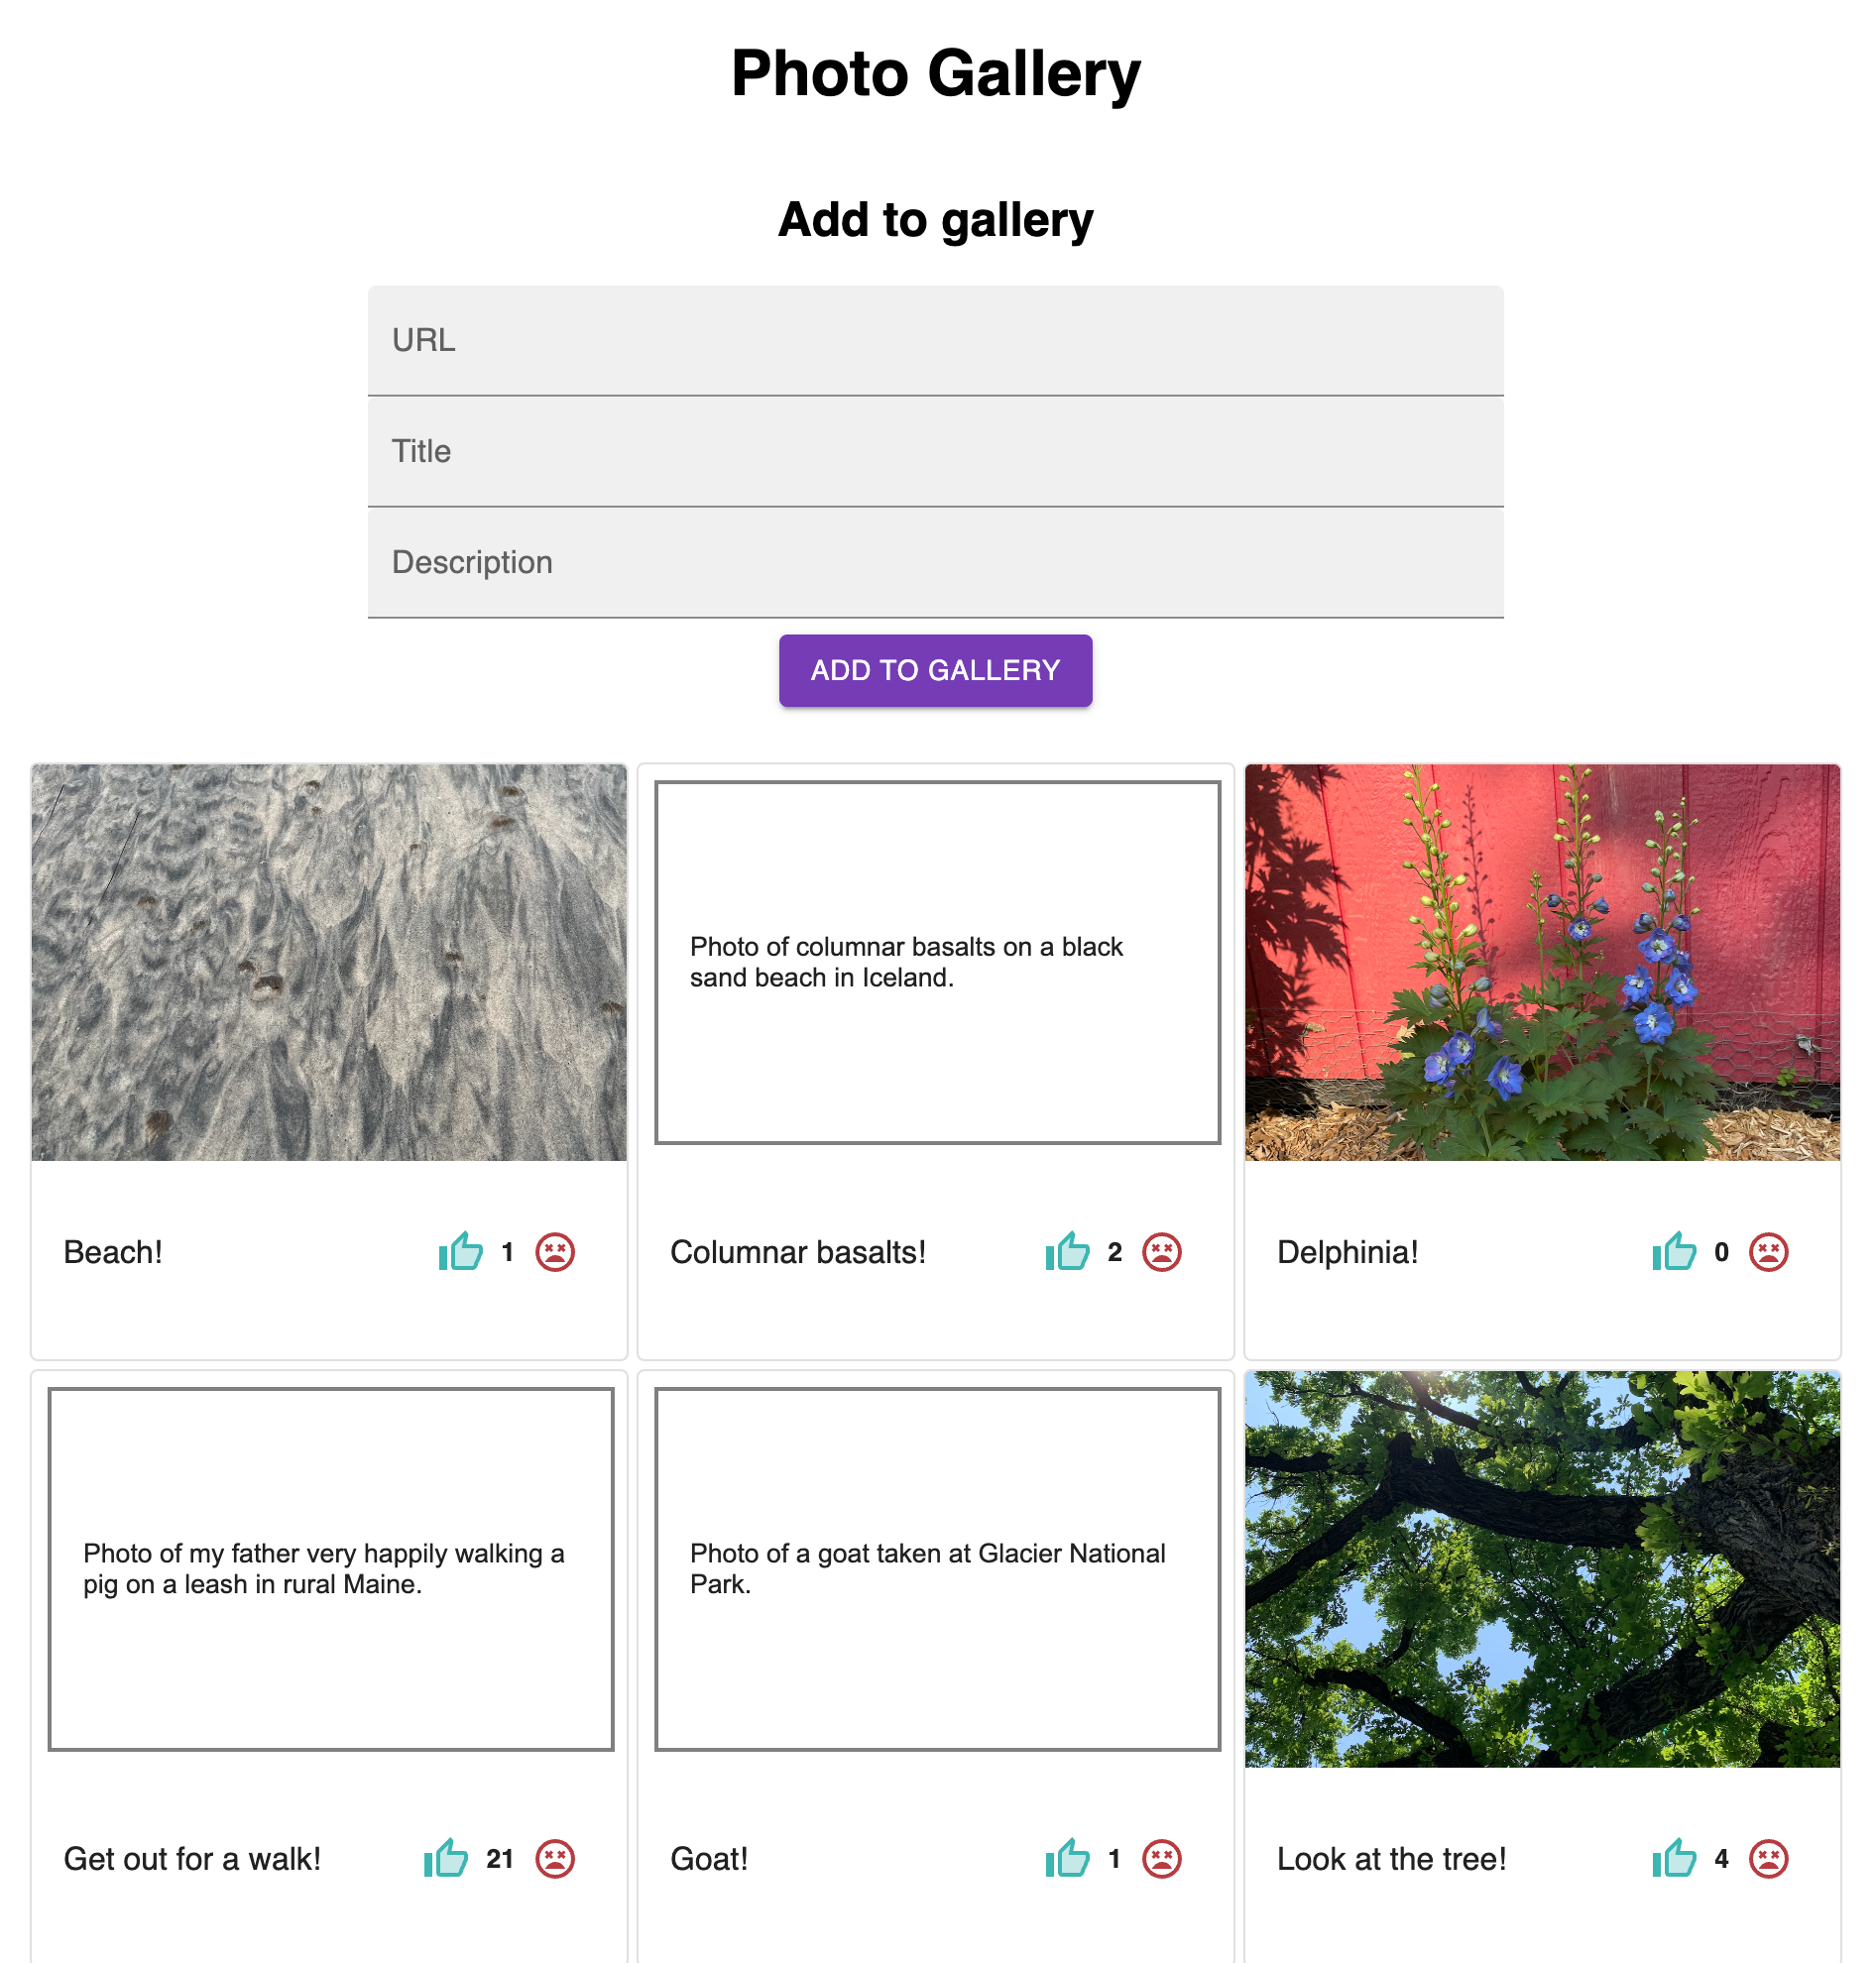 Photo Gallery
Add to gallery
URL
Title
Description
ADD TO GALLERY
Beach!
1
Photo of columnar basalts on a black
sand beach in Iceland.
Columnar basalts!
2
Delphinia!
0
Photo of my father very happily walking a
pig on a leash in rural Maine.
Get out for a walk!
21
Photo of a goat taken at Glacier National
Park.
Goat!
1
Look at the tree!
4